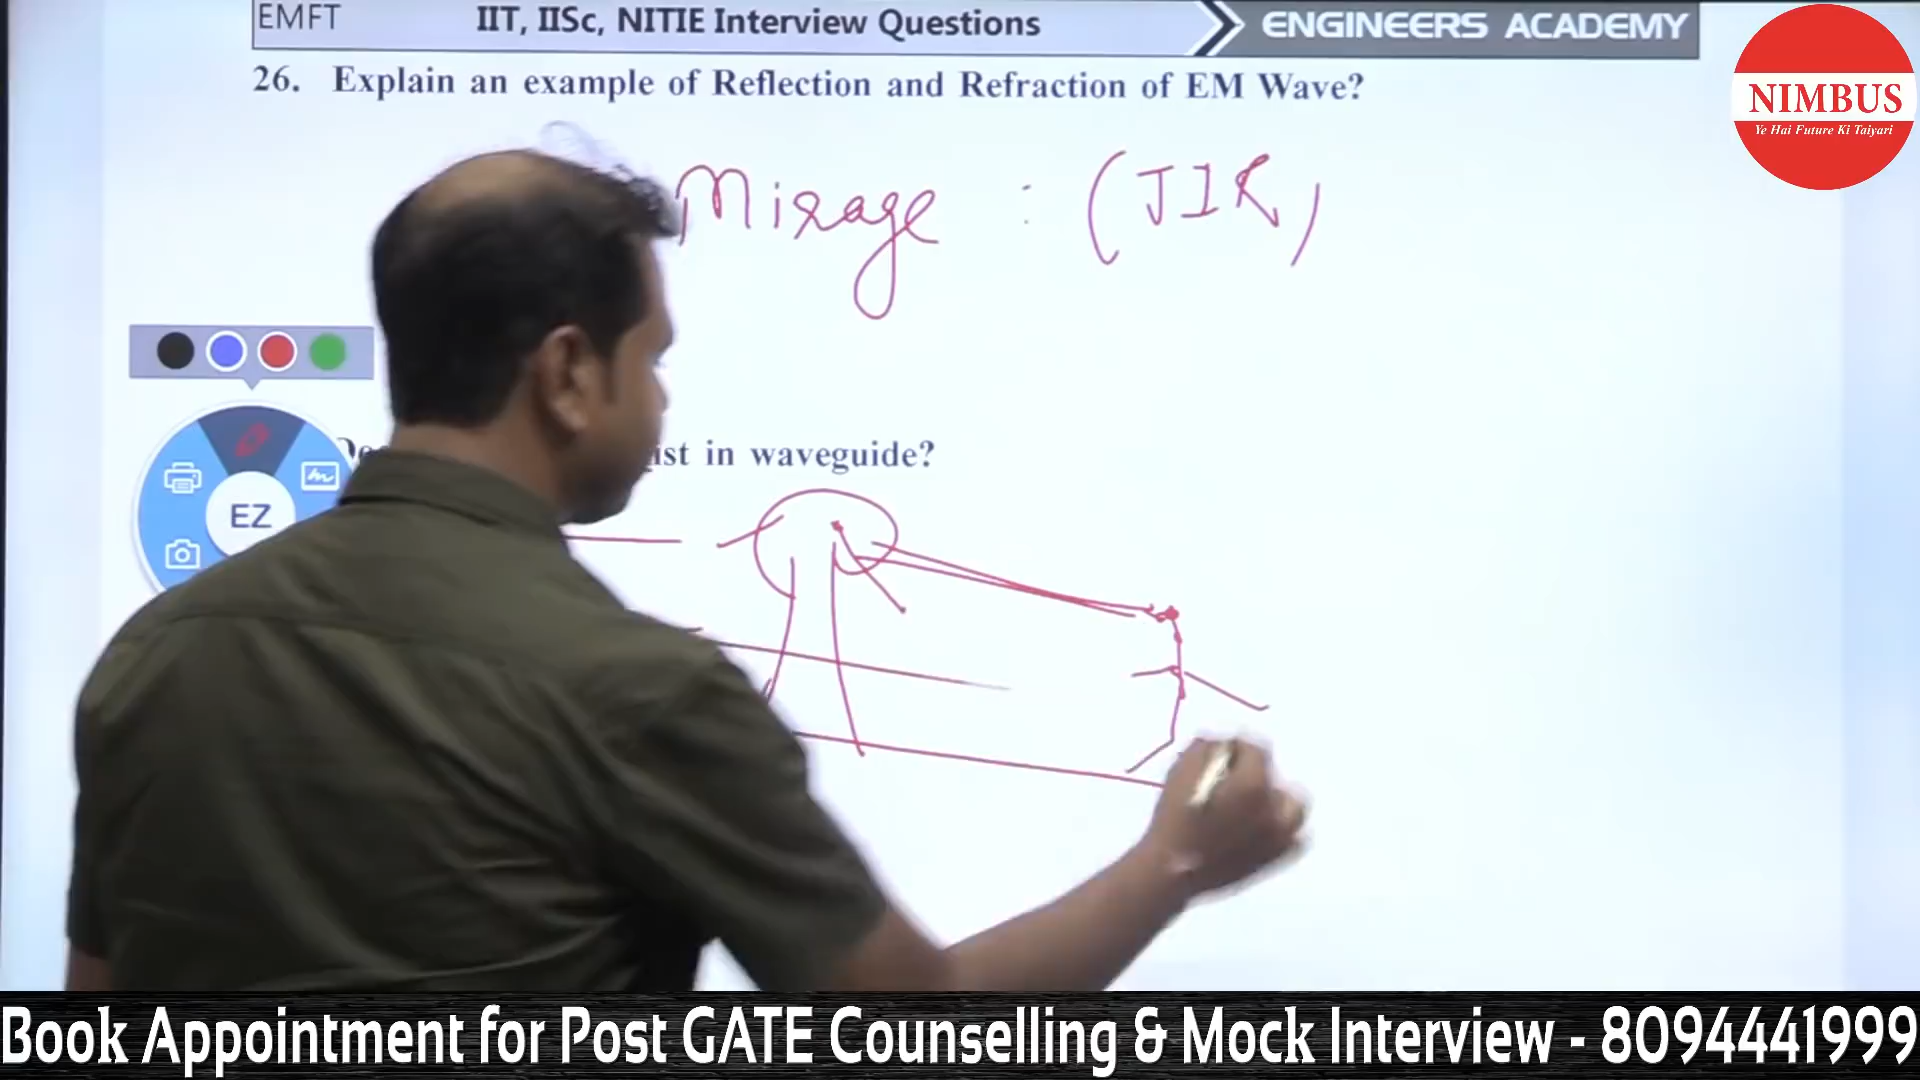 EMFT IIT, IISc, NITIE Interview Questions ENGINEERS ACADEMY
26. Explain an example of Reflection and Refraction of EM Wave?
NIMBUS
Ye Hai Future Ki Taiyari
Mirage : (TIR)
in waveguide?
EZ
Book Appointment for Post GATE Counselling & Mock Interview - 8094441999